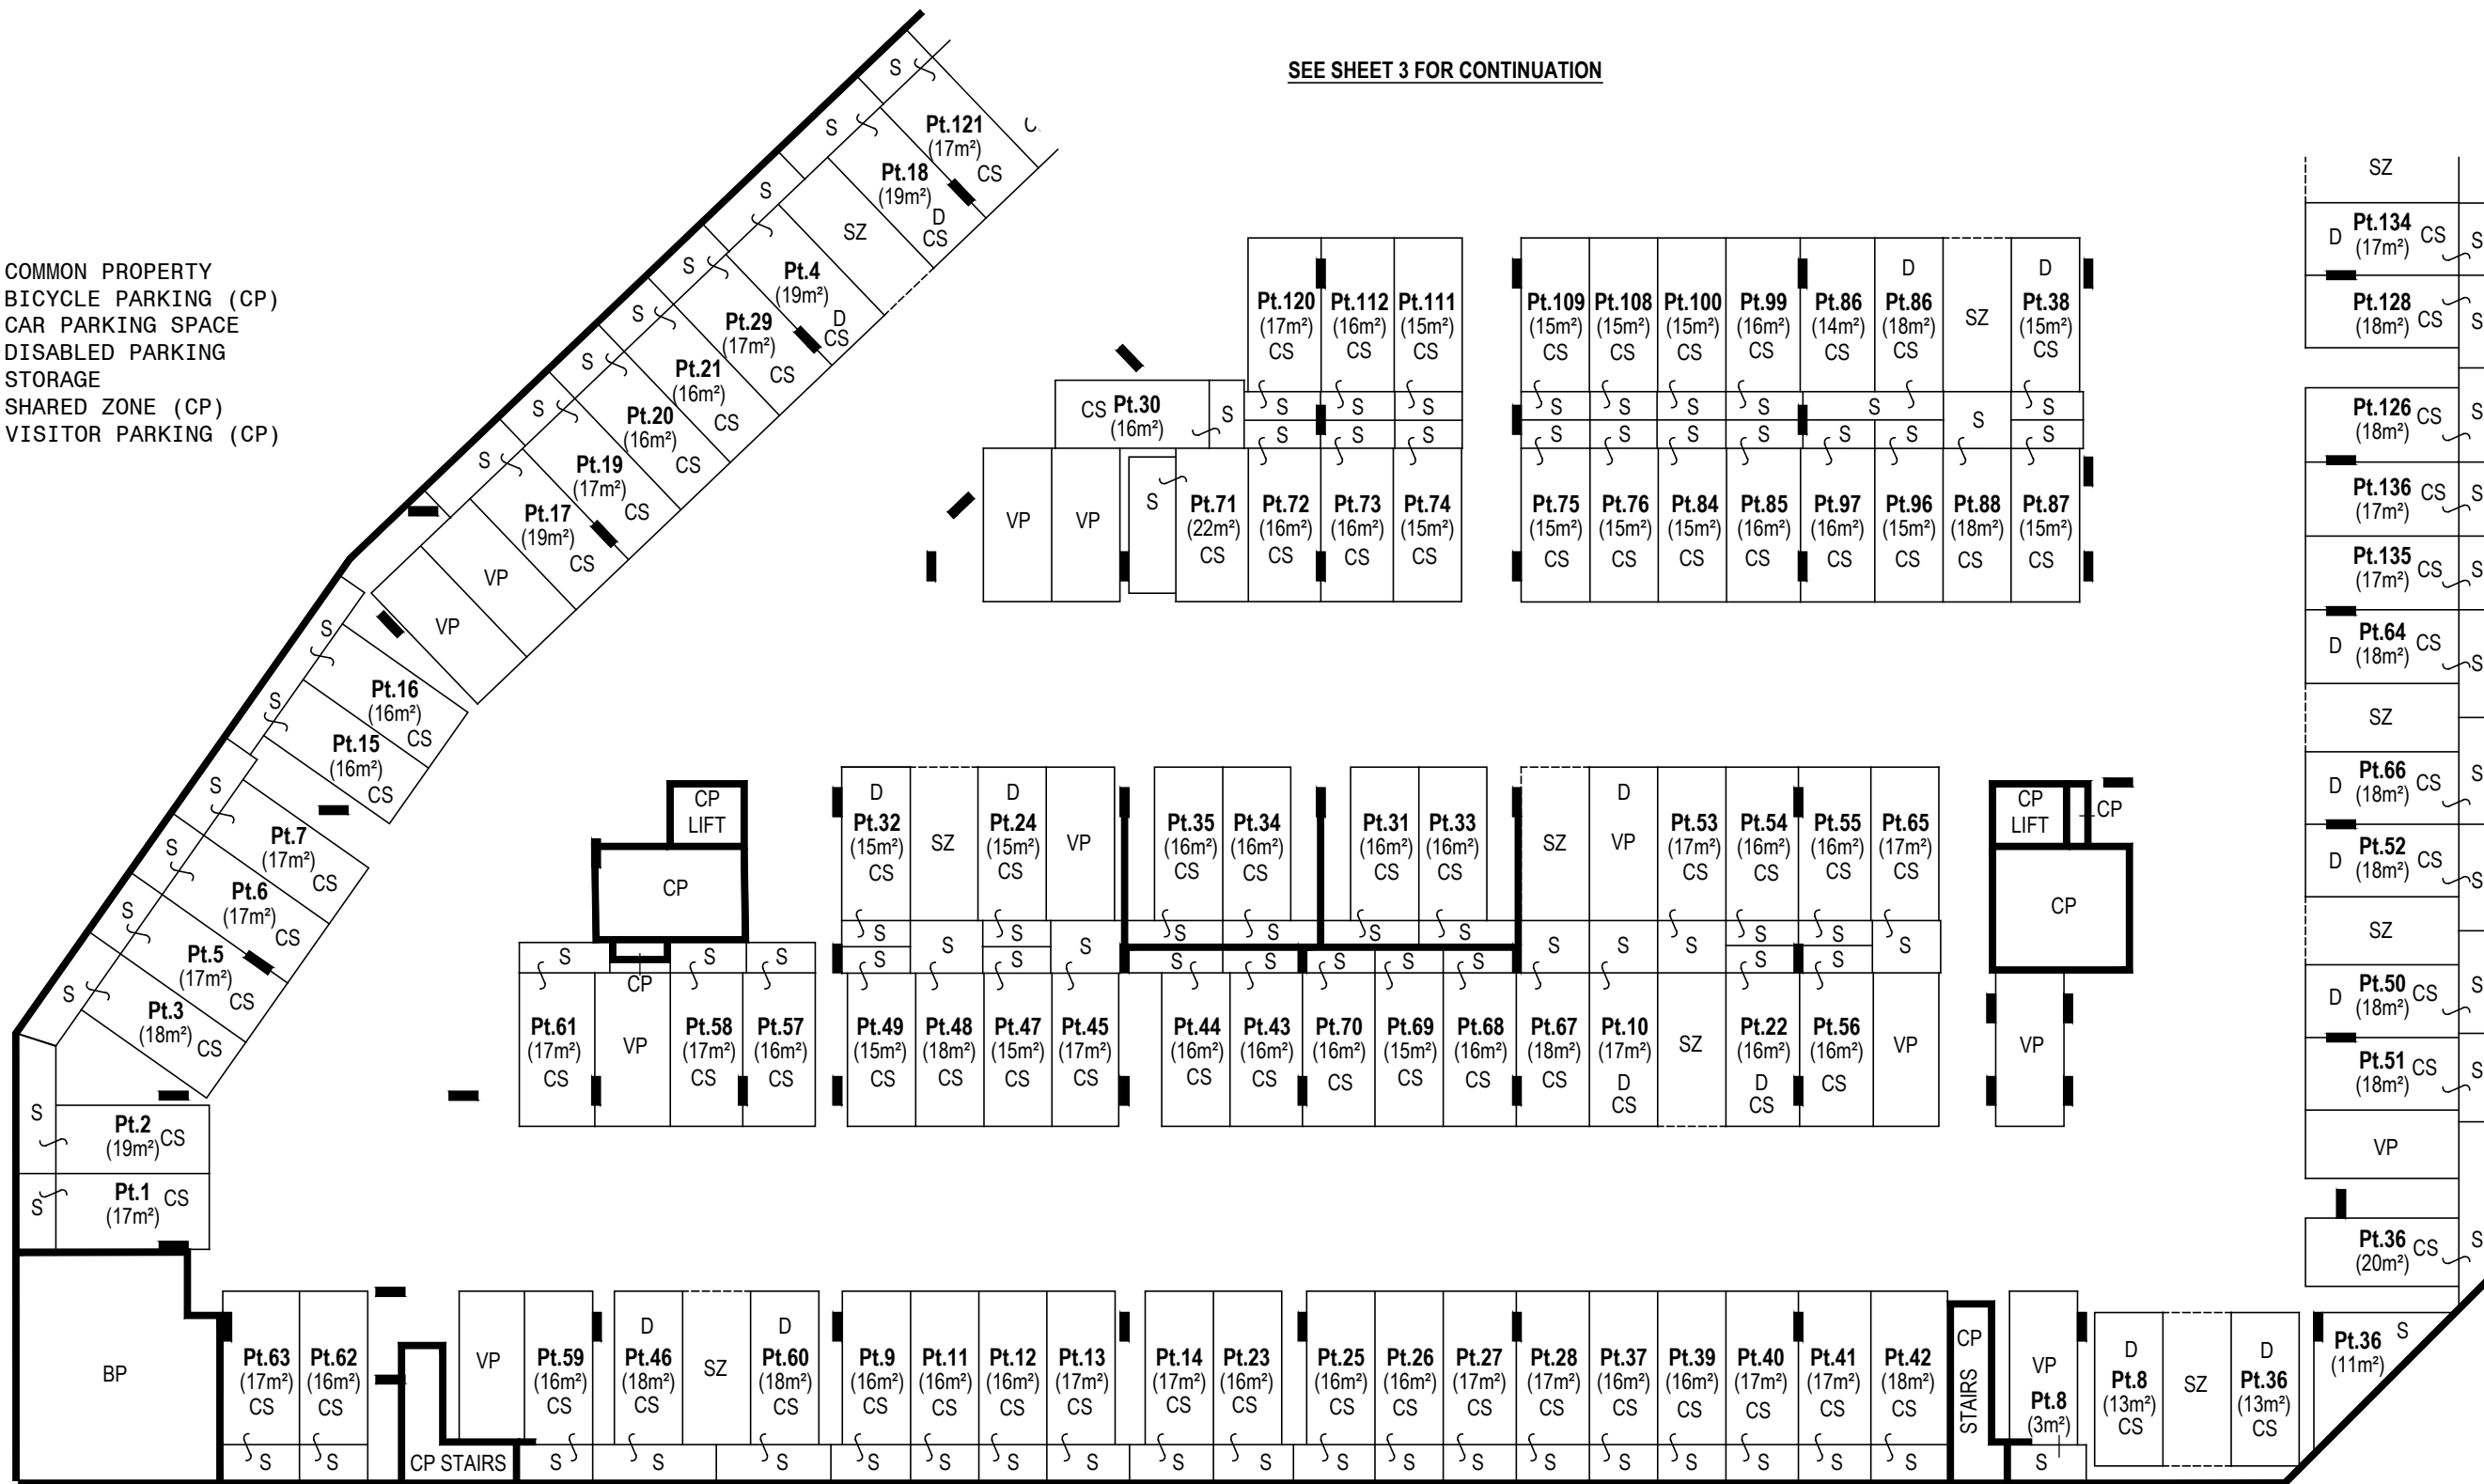 SEE SHEET 3 FOR CONTINUATION
COMMON PROPERTY
BICYCLE PARKING (CP)
CAR PARKING SPACE
DISABLED PARKING
STORAGE
SHARED ZONE (CP)
VISITOR PARKING (CP)
S
Pt.121
(17m²)
CS
S
Pt.18
(19m²)
D
CS
S
SZ
S
Pt.4
(19m²)
D
CS
S
Pt.29
(17m²)
CS
S
Pt.21
(16m²)
CS
S
Pt.20
(16m²)
CS
S
Pt.19
(17m²)
CS
Pt.17
(19m²)
CS
VP
VP
S
Pt.16
(16m²)
CS
S
Pt.15
(16m²)
CS
S
Pt.7
(17m²)
CS
S
Pt.6
(17m²)
CS
S
Pt.5
(17m²)
CS
S
Pt.3
(18m²)
CS
S
Pt.2
(19m²)
CS
S
Pt.1
(17m²)
CS
BP
Pt.120 Pt.112 Pt.111
(17m²) (16m²) (15m²)
CS CS CS
S S S
CS Pt.30 S
(16m²)
S S S
VP VP S
Pt.71 Pt.72 Pt.73 Pt.74
(22m²) (16m²) (16m²) (15m²)
CS CS CS CS
D D
Pt.109 Pt.108 Pt.100 Pt.99 Pt.86 Pt.86 SZ Pt.38
(15m²) (15m²) (15m²) (16m²) (14m²) (18m²) (15m²)
CS CS CS CS CS CS CS
S S S S S S
S S S S S S S
Pt.75 Pt.76 Pt.84 Pt.85 Pt.97 Pt.96 Pt.88 Pt.87
(15m²) (15m²) (15m²) (16m²) (16m²) (15m²) (18m²) (15m²)
CS CS CS CS CS CS CS CS
SZ
D Pt.134 CS S
(17m²)
Pt.128 CS S
(18m²)
Pt.126 CS S
(18m²)
Pt.136 CS S
(17m²)
Pt.135 CS S
(17m²)
D Pt.64 CS S
(18m²)
SZ
D Pt.66 CS S
(18m²)
D Pt.52 CS S
(18m²)
SZ
D Pt.50 CS S
(18m²)
Pt.51 CS S
(18m²)
VP
Pt.36 CS S
(20m²)
CP
LIFT
CP
S CP S S
Pt.61 VP Pt.58 Pt.57
(17m²) (17m²) (16m²)
CS CS CS
D D
Pt.32 SZ Pt.24 VP
(15m²) (15m²)
CS CS
S S S
S S S
Pt.49 Pt.48 Pt.47 Pt.45
(15m²) (18m²) (15m²) (17m²)
CS CS CS CS
Pt.35 Pt.34 Pt.31 Pt.33
(16m²) (16m²) (16m²) (16m²)
CS CS CS CS
S S S S
S S S S S
Pt.44 Pt.43 Pt.70 Pt.69 Pt.68
(16m²) (16m²) (16m²) (15m²) (16m²)
CS CS CS CS CS
D
SZ VP Pt.53 Pt.54 Pt.55 Pt.65
(17m²) (16m²) (16m²) (17m²)
CS CS CS CS
S S S S S S
S S
Pt.67 Pt.10 SZ Pt.22 Pt.56 VP
(18m²) (17m²) (16m²) (16m²)
CS D D CS
CS CS
CP
LIFT
CP
CP
VP
Pt.63 Pt.62
(17m²) (16m²)
CS CS
S S
CP STAIRS
VP Pt.59
(16m²)
CS
S
D D
Pt.46 SZ Pt.60
(18m²) (18m²)
CS CS
S S
Pt.9 Pt.11 Pt.12 Pt.13
(16m²) (16m²) (16m²) (17m²)
CS CS CS CS
S S S S
Pt.14 Pt.23
(17m²) (16m²)
CS CS
S S
Pt.25 Pt.26 Pt.27 Pt.28 Pt.37 Pt.39 Pt.40 Pt.41 Pt.42
(16m²) (16m²) (17m²) (17m²) (16m²) (16m²) (17m²) (17m²) (18m²)
CS CS CS CS CS CS CS CS CS
S S S S S S S S S
CP
STAIRS
VP
Pt.8
(3m²)
S
D D
Pt.8 SZ Pt.36
(13m²) (13m²)
CS CS
Pt.36 S
(11m²)